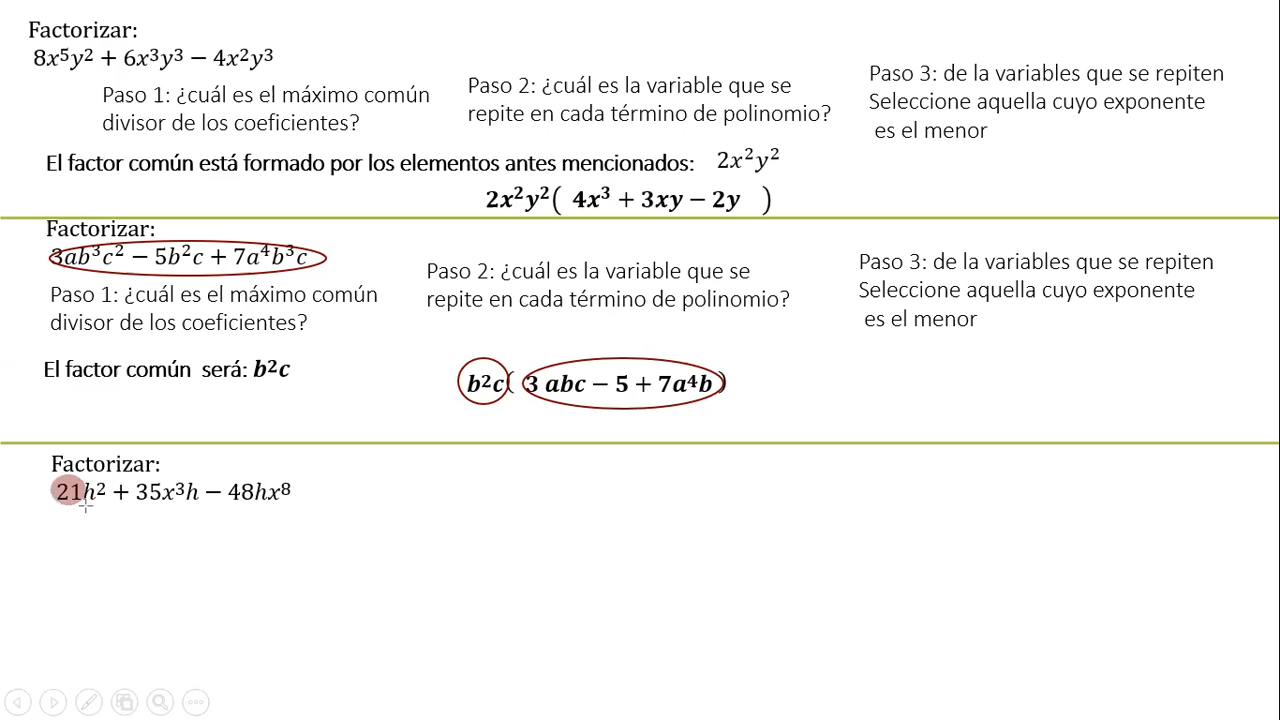 Factorizar:
8x⁵y² + 6x³y³ − 4x²y³
Paso 1: ¿cuál es el máximo común
divisor de los coeficientes?
Paso 2: ¿cuál es la variable que se
repite en cada término de polinomio?
Paso 3: de la variables que se repiten
Seleccione aquella cuyo exponente
es el menor
El factor común está formado por los elementos antes mencionados: 2x²y²
2x²y²( 4x³ + 3xy − 2y )
Factorizar:
3ab³c² − 5b²c + 7a⁴b³c
Paso 1: ¿cuál es el máximo común
divisor de los coeficientes?
Paso 2: ¿cuál es la variable que se
repite en cada término de polinomio?
Paso 3: de la variables que se repiten
Seleccione aquella cuyo exponente
es el menor
El factor común será: b²c
b²c( 3 abc − 5 + 7a⁴b )
Factorizar:
21h² + 35x³h − 48hx⁸